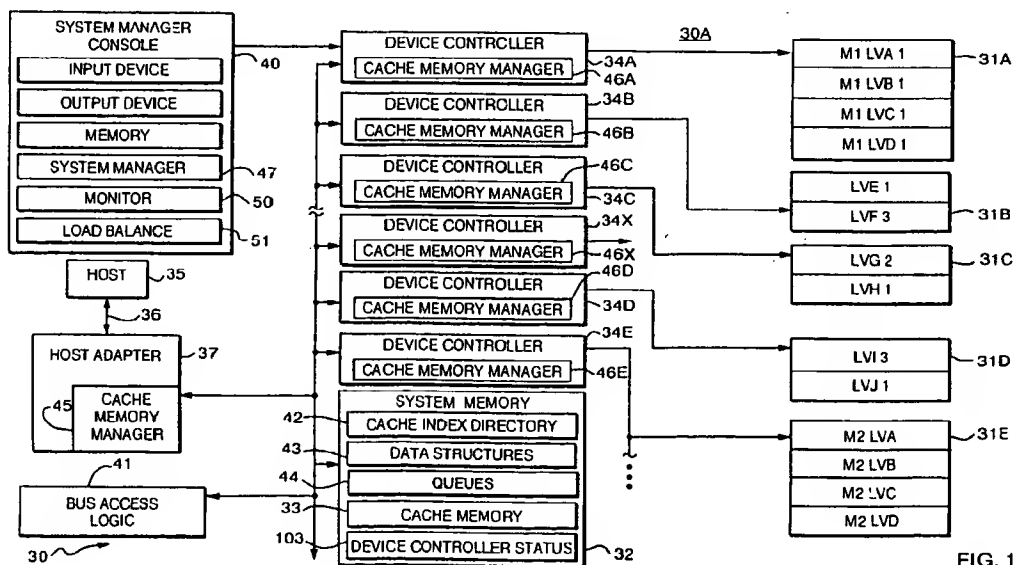 SYSTEM MANAGER
CONSOLE
40
INPUT DEVICE
OUTPUT DEVICE
MEMORY
SYSTEM MANAGER
47
MONITOR
50
LOAD BALANCE
51
HOST
35
36
HOST ADAPTER
37
45
CACHE
MEMORY
MANAGER
41
BUS ACCESS
LOGIC
30
DEVICE CONTRCLLER
34A
CACHE MEMORY MANAGER
46A
DEVICE CONTROLLER
34B
CACHE MEMORY MANAGER
46B
DEVICE CONTROLLER
46C
CACHE MEMORY MANAGER
34C
DEVICE CONTROLLER
34X
CACHE MEMORY MANAGER
46X
DEVICE CONTROLLER
46D
CACHE MEMORY MANAGER
34D
DEVICE CONTROLLER
34E
CACHE MEMORY MANAGER
46E
SYSTEM MEMORY
42
CACHE INDEX DIRECTORY
43
DATA STRUCTURES
44
QUEUES
33
CACHE MEMORY
103
DEVICE CONTROLLER STATUS
32
30A
31A
M1 LVA 1
M1 LVB 1
M1 LVC 1
M1 LVD 1
LVE 1
LVF 3
31B
LVG 2
31C
LVH 1
LVI 3
31D
LVJ 1
M2 LVA
31E
M2 LVB
M2 LVC
M2 LVD
FIG. 1